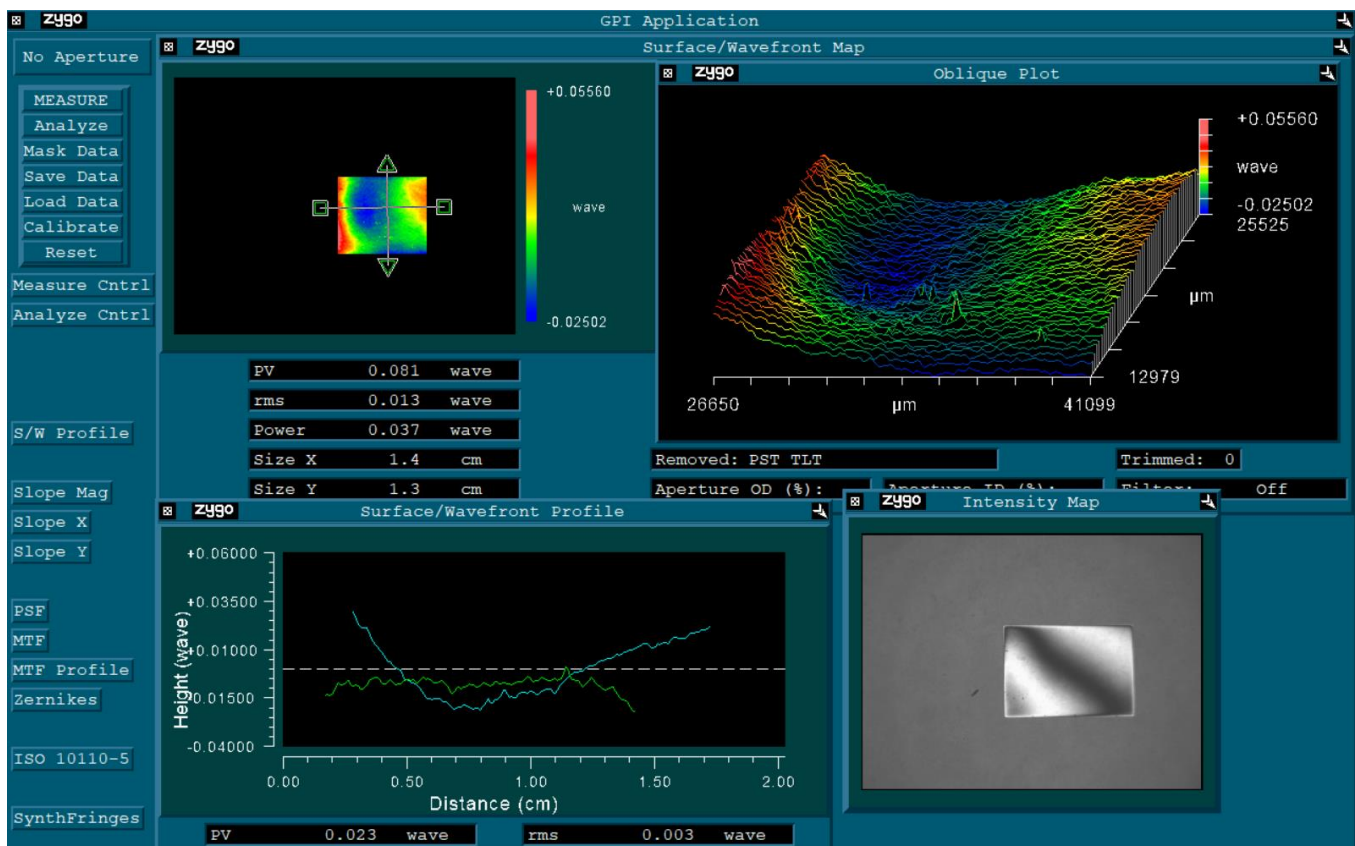 zygo GPI Application
No Aperture
MEASURE
Analyze
Mask Data
Save Data
Load Data
Calibrate
Reset
Measure Cntrl
Analyze Cntrl
S/W Profile
Slope Mag
Slope X
Slope Y
PSF
MTF
MTF Profile
Zernikes
ISO 10110-5
SynthFringes
zygo Surface/Wavefront Map
+0.05560
wave
-0.02502
PV 0.081 wave
rms 0.013 wave
Power 0.037 wave
Size X 1.4 cm
Size Y 1.3 cm
zygo Oblique Plot
+0.05560
wave
-0.02502
25525
µm
12979
26650 µm 41099
Removed: PST TLT Trimmed: 0
Aperture OD (%): Aperture ID (%): Filter: Off
zygo Surface/Wavefront Profile
+0.06000
+0.03500
+0.01000
-0.01500
-0.04000
Height (wave)
0.00 0.50 1.00 1.50 2.00
Distance (cm)
PV 0.023 wave rms 0.003 wave
zygo Intensity Map